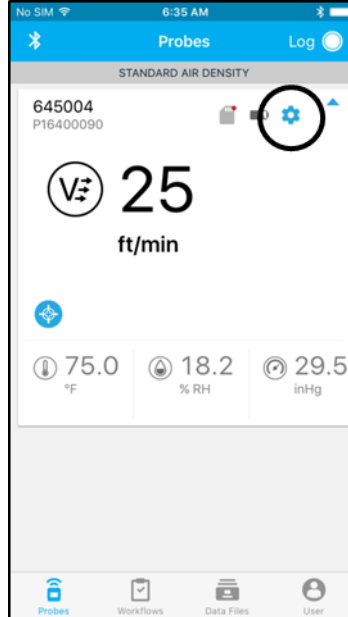 No SIM 6:35 AM
Probes Log
STANDARD AIR DENSITY
645004
P16400090
V 25
ft/min
75.0 18.2 29.5
°F % RH inHg
Probes Workflows Data Files User